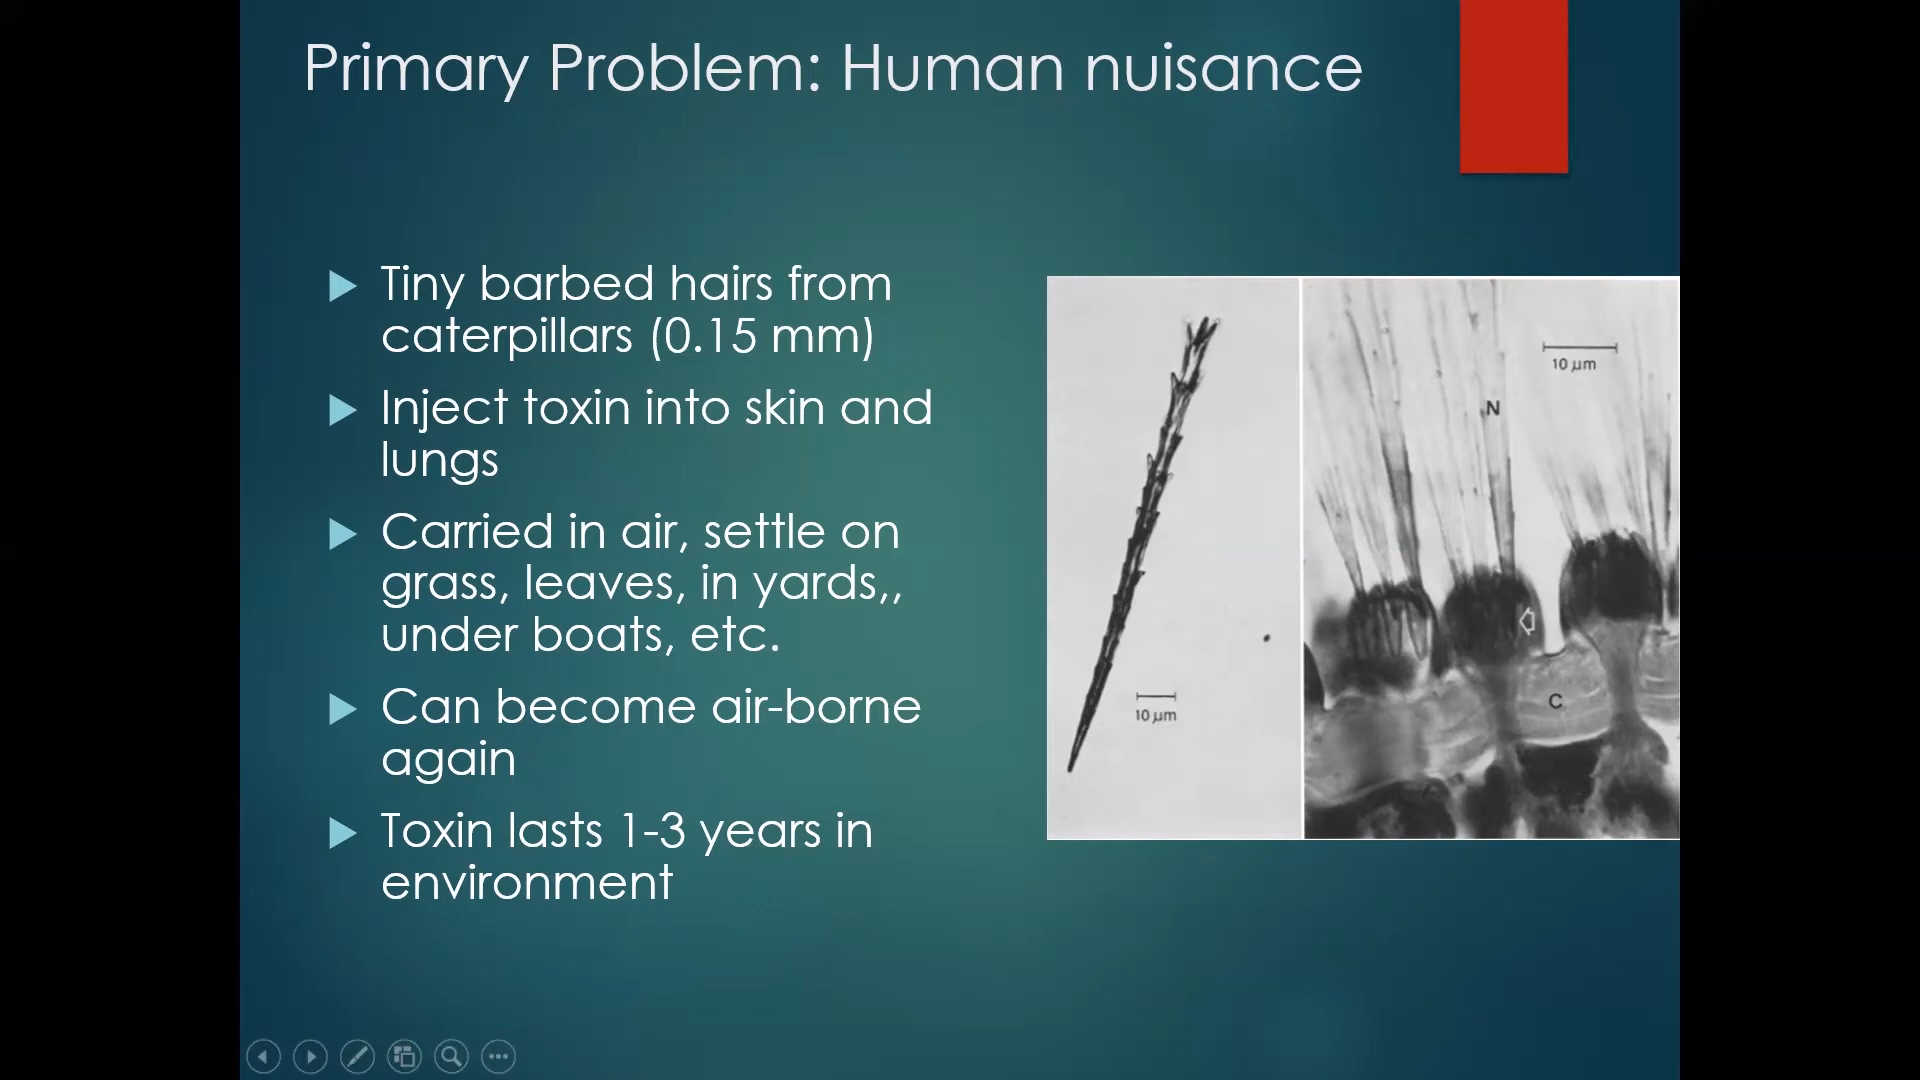 Primary Problem: Human nuisance
Tiny barbed hairs from
caterpillars (0.15 mm)
Inject toxin into skin and
lungs
Carried in air, settle on
grass, leaves, in yards,,
under boats, etc.
Can become air-borne
again
Toxin lasts 1-3 years in
environment
10 µm
10 µm
N
C